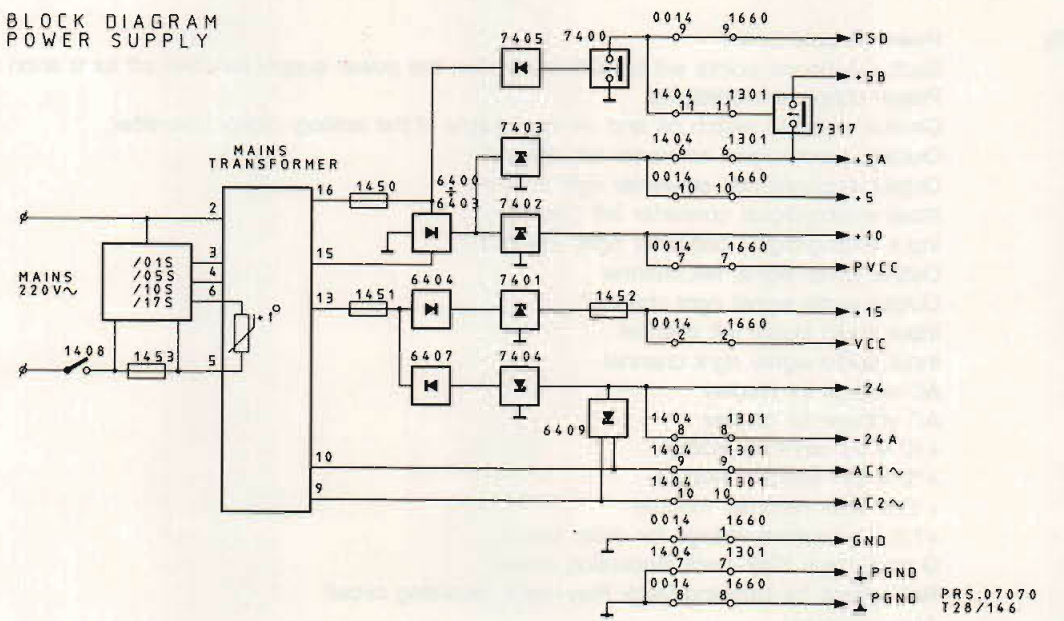 BLOCK DIAGRAM
POWER SUPPLY
MAINS
TRANSFORMER
MAINS
220V~
/01S
/05S
/10S
/17S
1408
1453
2
3
4
6
5
+t°
16
15
13
10
9
1450
1451
6400
÷
6403
6404
6407
6409
7405
7400
7403
7402
7401
7404
1452
7317
0014 1660
9 9 PSD
+5B
1404 1301
11 11
1404 1301
6 6 +5A
0014 1660
10 10 +5
+10
0014 1660
7 7 PVCC
+15
0014 1660
2 2 VCC
-24
1404 1301
8 8 -24A
1404 1301
9 9 AC1~
1404 1301
10 10 AC2~
0014 1660
1 1 GND
1404 1301
7 7 PGND
0014 1660
8 8 PGND
PRS.07070
T28/146